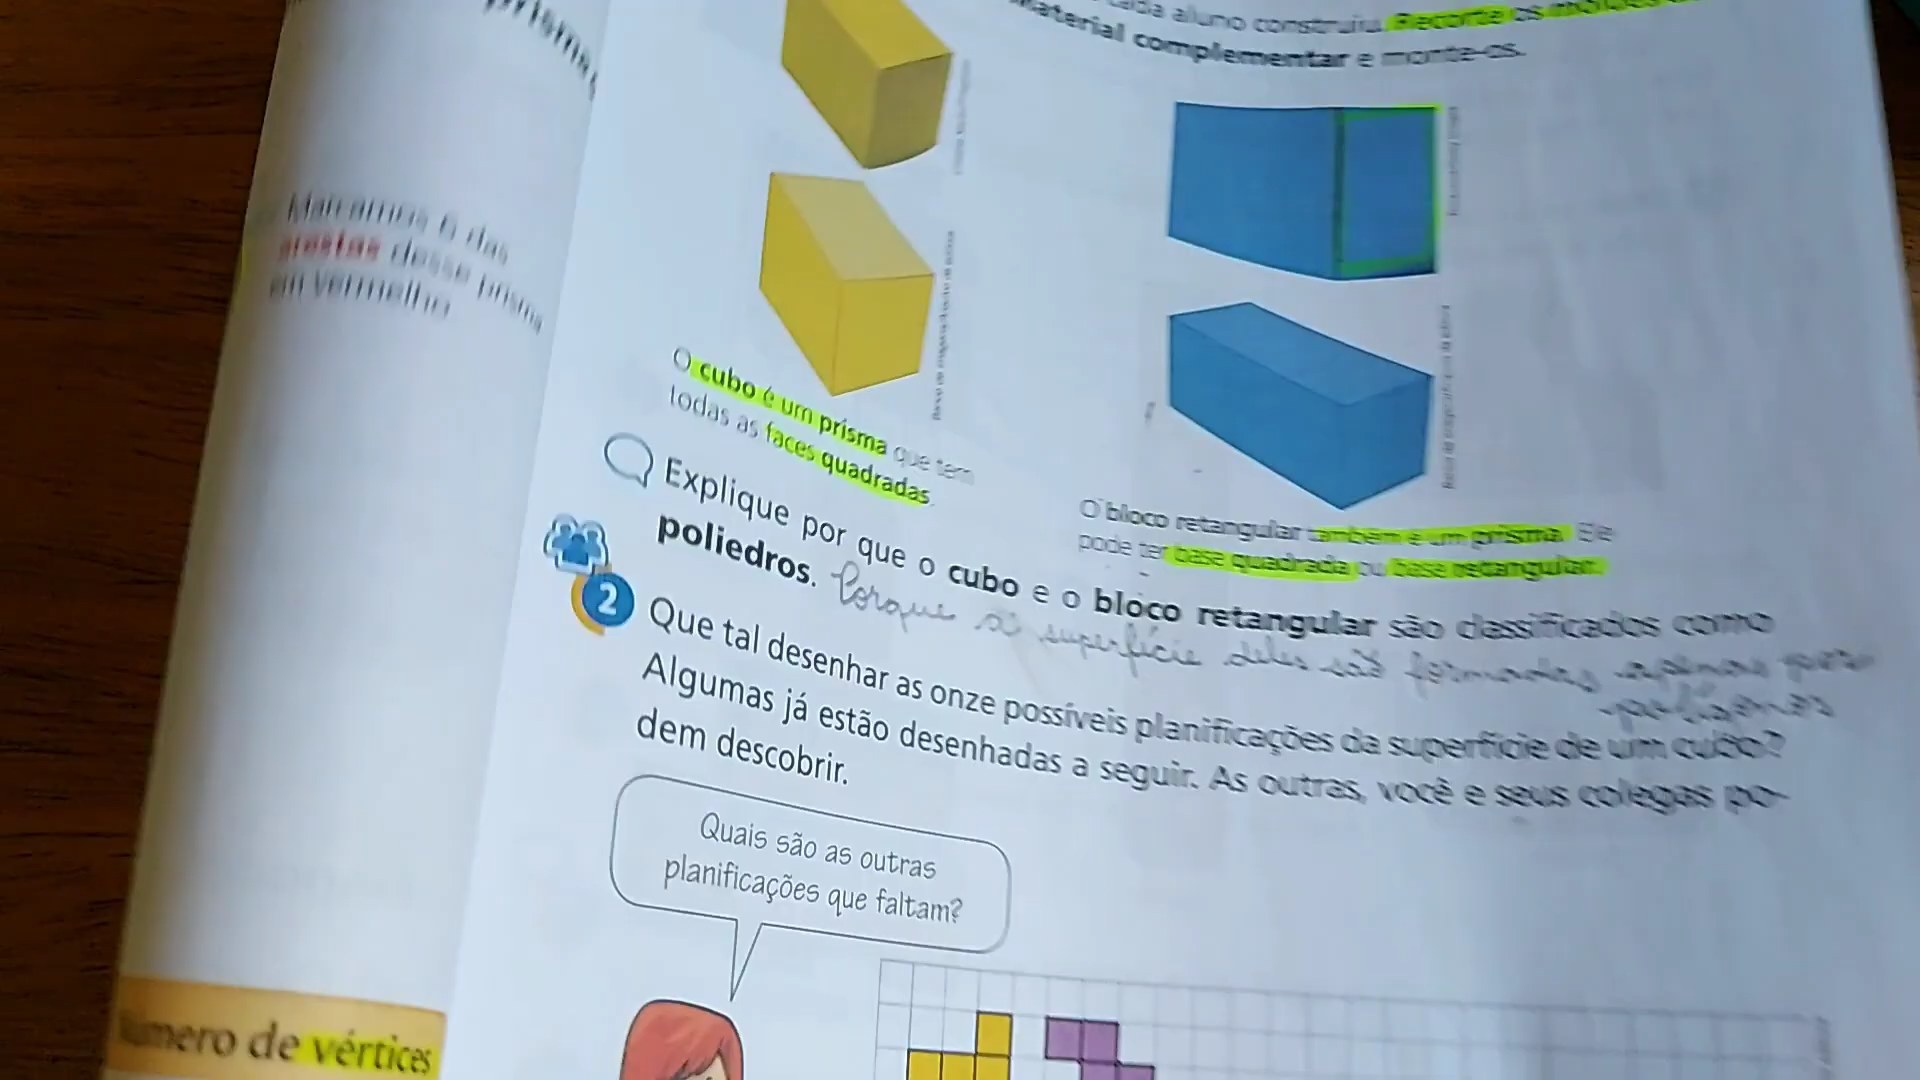 prismas
cada aluno construiu. Recorte os moldes
Material complementar e monte-os.
Marcamos 6 das
arestas desse prisma
em vermelho
O cubo é um prisma que tem
todas as faces quadradas.
O bloco retangular também é um prisma. Ele
pode ter base quadrada ou base retangular.
Explique por que o cubo e o bloco retangular são classificados como
poliedros. Porque as superfície deles são formadas apenas por
polígonos
2 Que tal desenhar as onze possíveis planificações da superfície de um cubo?
Algumas já estão desenhadas a seguir. As outras, você e seus colegas po-
dem descobrir.
Quais são as outras
planificações que faltam?
Número de vértices